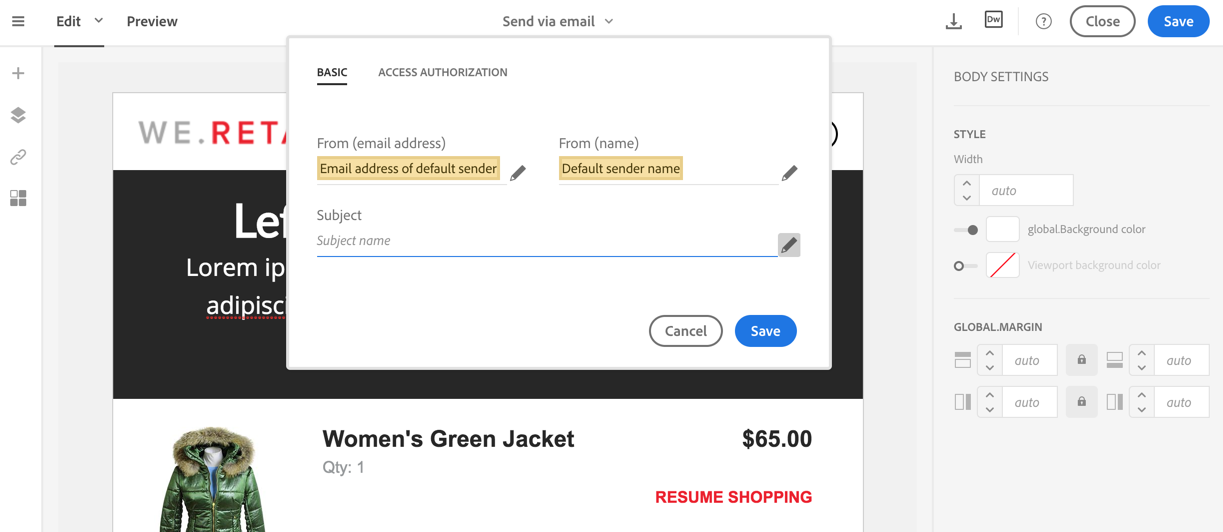 Edit
Preview
Send via email
Dw
?
Close
Save
BASIC
ACCESS AUTHORIZATION
From (email address)
From (name)
Email address of default sender
Default sender name
Subject
Subject name
Cancel
Save
WE.RETA
Lorem ip
adipisci
Women's Green Jacket
$65.00
Qty: 1
RESUME SHOPPING
BODY SETTINGS
STYLE
Width
auto
global.Background color
Viewport background color
GLOBAL.MARGIN
auto
auto
auto
auto